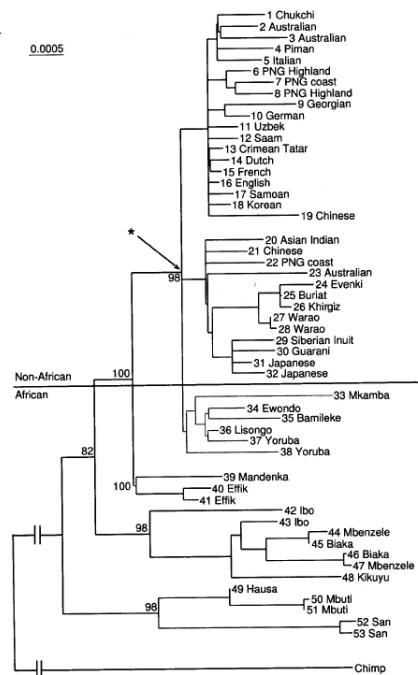 0.0005
1 Chukchi
2 Australian
3 Australian
4 Piman
5 Italian
6 PNG Highland
7 PNG coast
8 PNG Highland
9 Georgian
10 German
11 Uzbek
12 Saam
13 Crimean Tatar
14 Dutch
15 French
16 English
17 Samoan
18 Korean
19 Chinese
*
98
20 Asian Indian
21 Chinese
22 PNG coast
23 Australian
24 Evenki
25 Buriat
26 Khirgiz
27 Warao
28 Warao
29 Siberian Inuit
30 Guarani
31 Japanese
32 Japanese
Non-African
100
African
33 Mkamba
34 Ewondo
35 Bamileke
36 Lisongo
37 Yoruba
38 Yoruba
82
39 Mandenka
100
40 Effik
41 Effik
42 Ibo
98
43 Ibo
44 Mbenzele
45 Biaka
46 Biaka
47 Mbenzele
48 Kikuyu
49 Hausa
98
50 Mbuti
51 Mbuti
52 San
53 San
Chimp